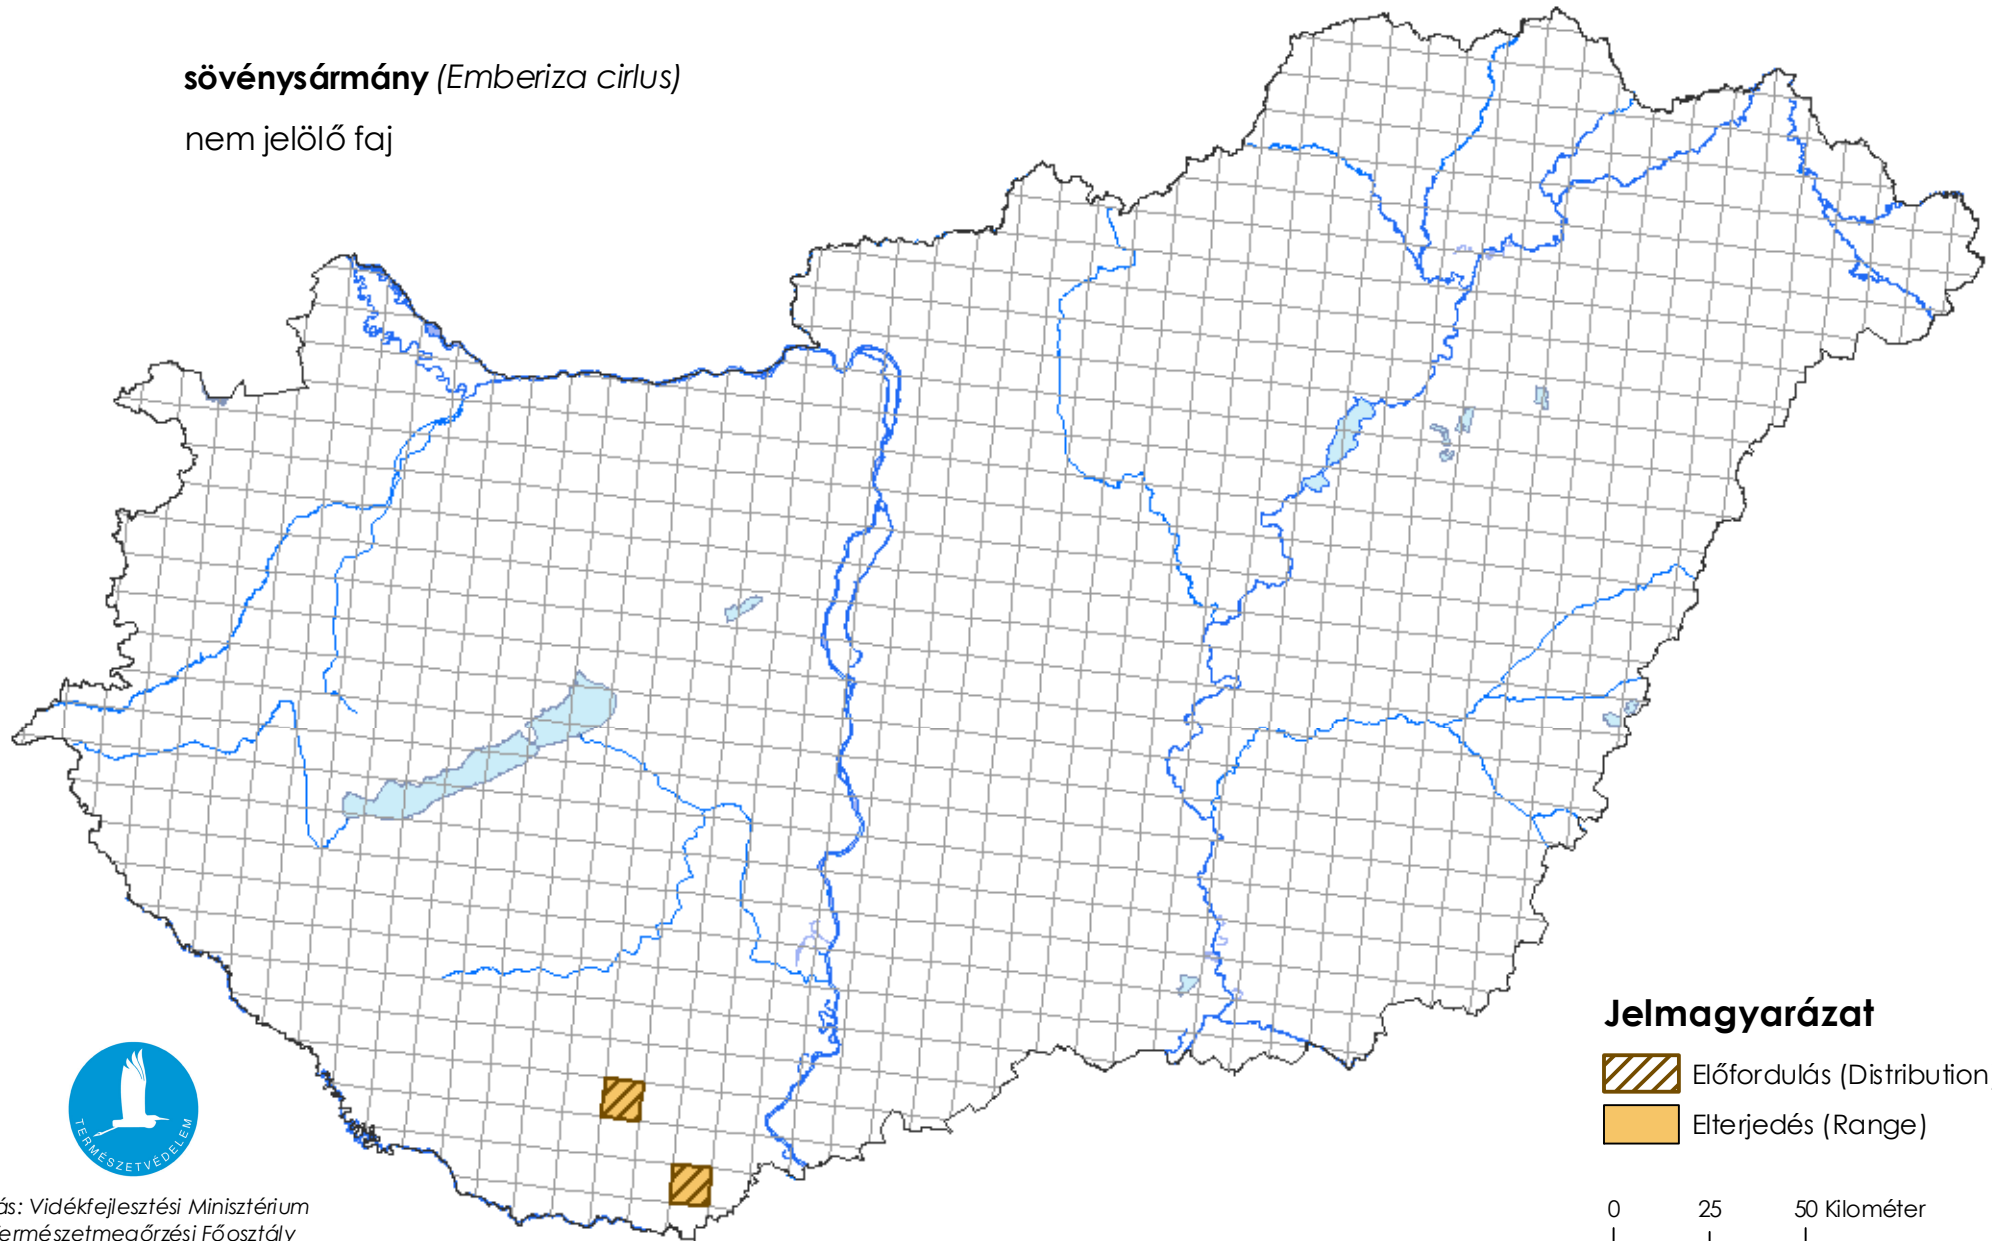 sövénysármány (Emberiza cirlus)
nem jelölő faj
Jelmagyarázat
Előfordulás (Distribution)
Elterjedés (Range)
0 25 50 Kilométer
TERMÉSZETVÉDELEM
ás: Vidékfejlesztési Minisztérium
Természetmegőrzési Főosztály